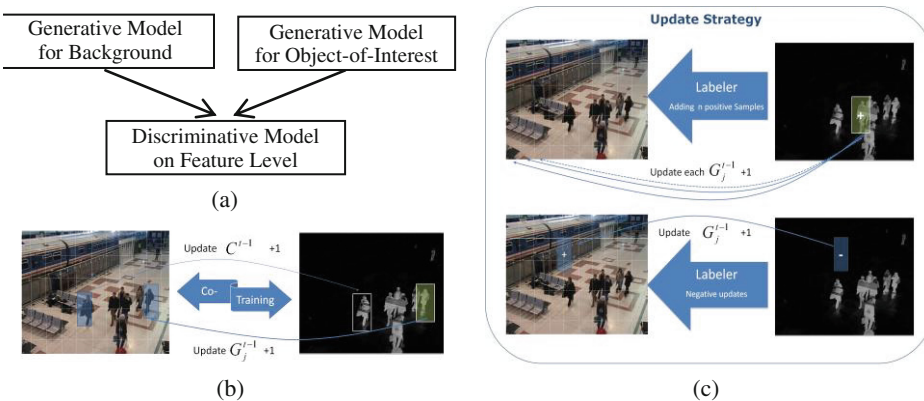 Generative Model
for Background
Generative Model
for Object-of-Interest
Discriminative Model
on Feature Level
(a)
Update C^{t-1} +1
Co-
Training
Update G_j^{t-1} +1
(b)
Update Strategy
Labeler
Adding n positive Samples
+
Update each G_j^{t-1} +1
Update G_j^{t-1} +1
+
-
Labeler
Negative updates
(c)